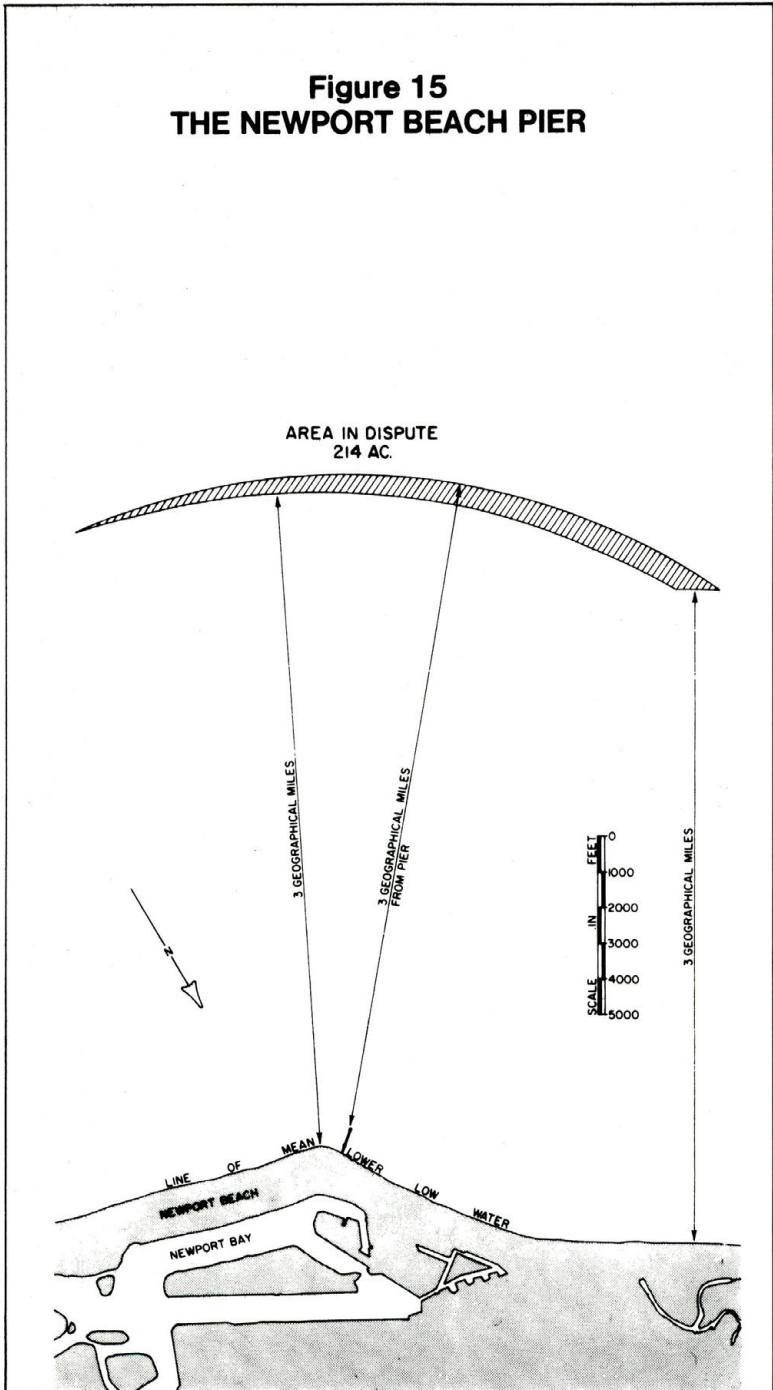 Figure 15
THE NEWPORT BEACH PIER
AREA IN DISPUTE
214 AC.
3 GEOGRAPHICAL MILES
3 GEOGRAPHICAL MILES
FROM PIER
3 GEOGRAPHICAL MILES
SCALE IN FEET
0
1000
2000
3000
4000
5000
N
LINE OF MEAN LOWER LOW WATER
NEWPORT BEACH
NEWPORT BAY